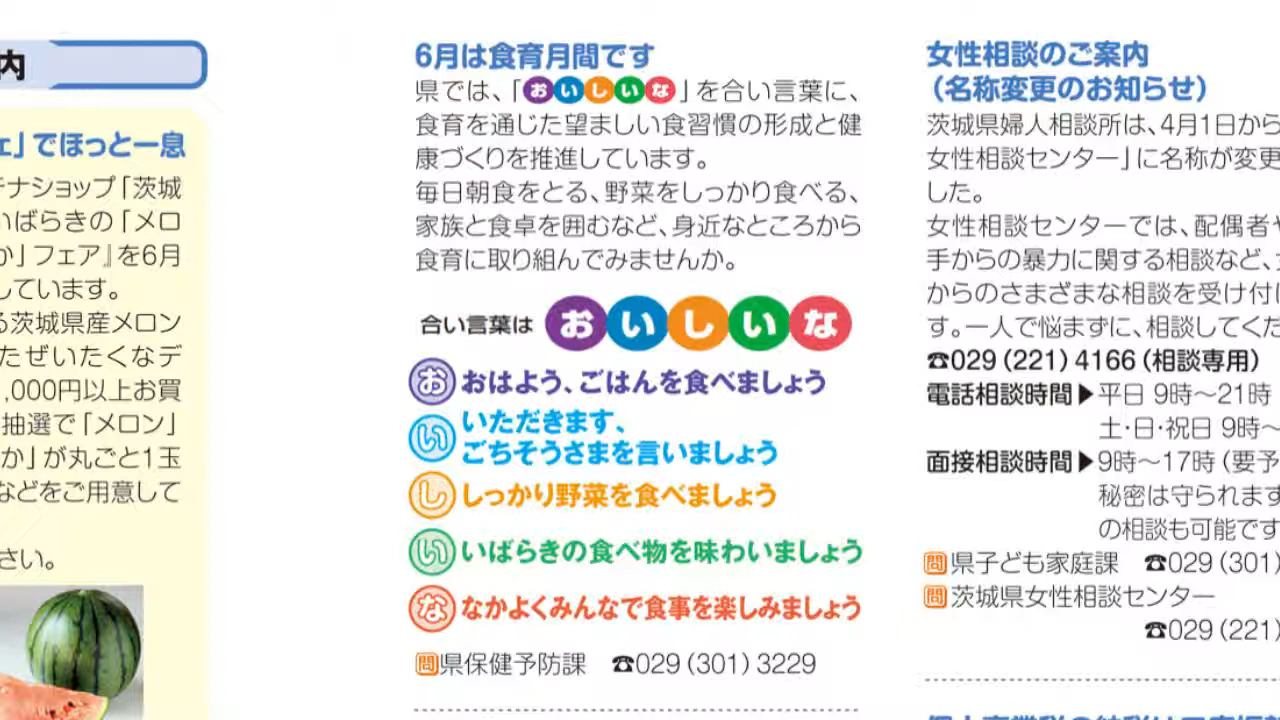 内
ェ」でほっと一息
テナショップ「茨城
いばらきの「メロ
か」フェア』を6月
しています。
る茨城県産メロン
たぜいたくなデ
,000円以上お買
抽選で「メロン」
か」が丸ごと1玉
などをご用意して
さい。
6月は食育月間です
県では、「おいしいな」を合い言葉に、
食育を通じた望ましい食習慣の形成と健
康づくりを推進しています。
毎日朝食をとる、野菜をしっかり食べる、
家族と食卓を囲むなど、身近なところから
食育に取り組んでみませんか。
合い言葉は おいしいな
お おはよう、ごはんを食べましょう
い いただきます、
ごちそうさまを言いましょう
し しっかり野菜を食べましょう
い いばらきの食べ物を味わいましょう
な なかよくみんなで食事を楽しみましょう
問県保健予防課 ☎029(301)3229
女性相談のご案内
(名称変更のお知らせ)
茨城県婦人相談所は、4月1日から
女性相談センター」に名称が変更
した。
女性相談センターでは、配偶者や
手からの暴力に関する相談など、
からのさまざまな相談を受け付け
す。一人で悩まずに、相談してくだ
☎029(221)4166(相談専用)
電話相談時間▶平日 9時~21時
土・日・祝日 9時~
面接相談時間▶9時~17時(要予
秘密は守られます
の相談も可能です
問県子ども家庭課 ☎029(301)
問茨城県女性相談センター
☎029(221)